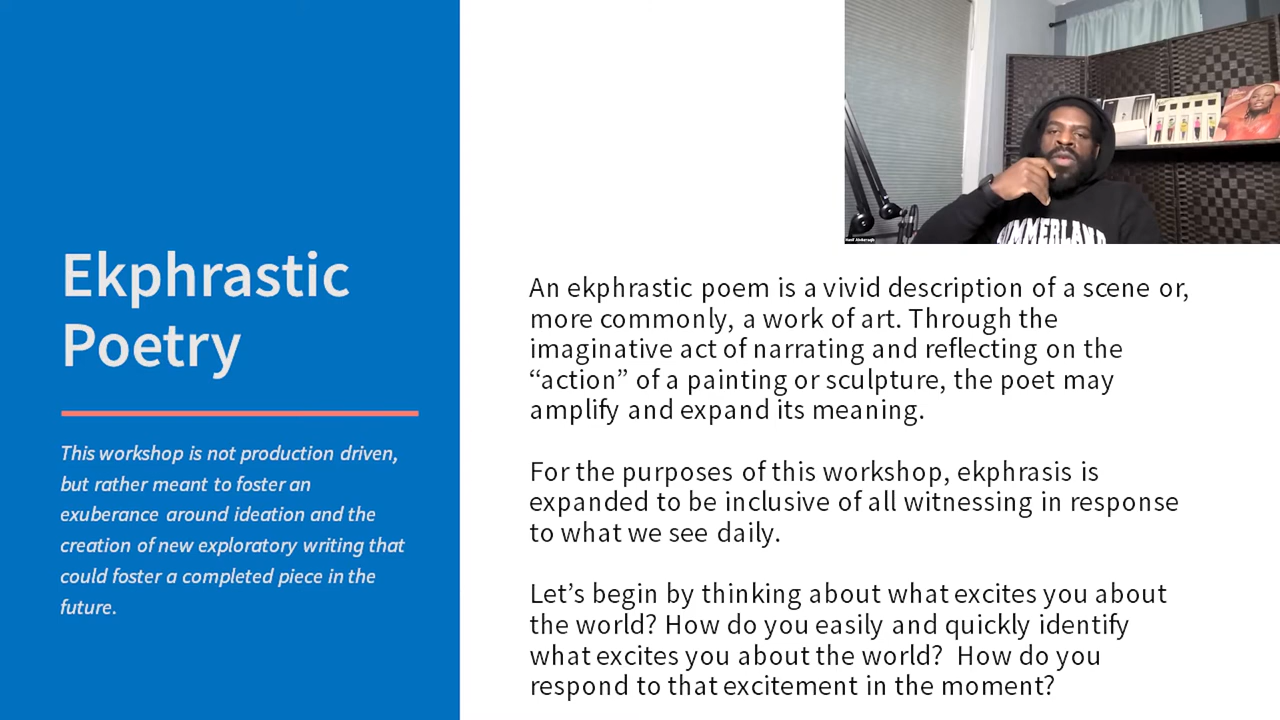 Ekphrastic
Poetry
This workshop is not production driven,
but rather meant to foster an
exuberance around ideation and the
creation of new exploratory writing that
could foster a completed piece in the
future.
SUMMERLAND
Hanif Abdurraqib
An ekphrastic poem is a vivid description of a scene or,
more commonly, a work of art. Through the
imaginative act of narrating and reflecting on the
“action” of a painting or sculpture, the poet may
amplify and expand its meaning.
For the purposes of this workshop, ekphrasis is
expanded to be inclusive of all witnessing in response
to what we see daily.
Let’s begin by thinking about what excites you about
the world? How do you easily and quickly identify
what excites you about the world?  How do you
respond to that excitement in the moment?